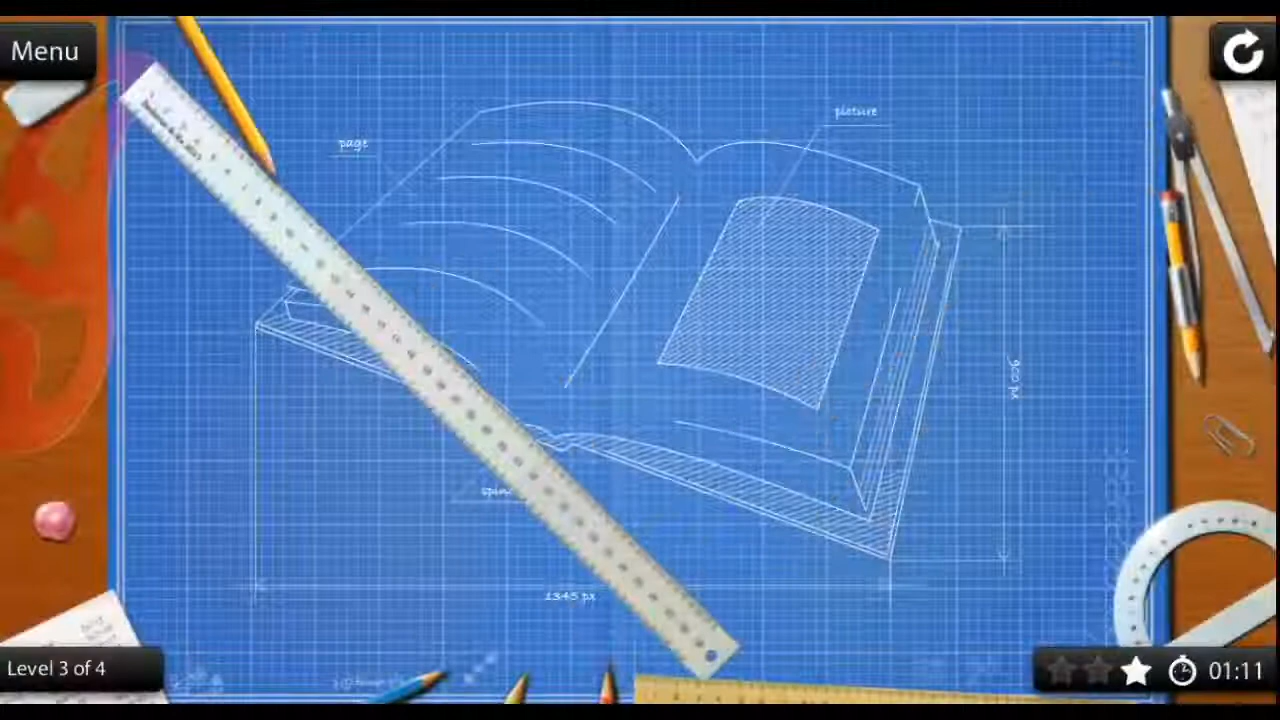 Menu
picture
page
900 px
spine
1345 px
Level 3 of 4
01:11